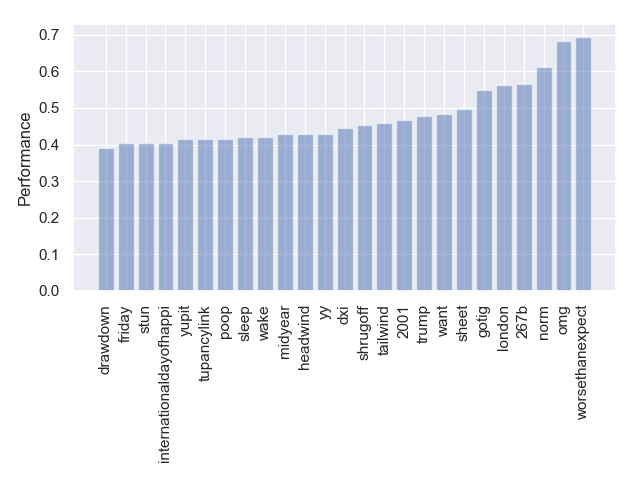 0.7
0.6
0.5
0.4
0.3
0.2
0.1
0.0
Performance
drawdown
friday
stun
internationaldayofhappi
yupit
tupancylink
poop
sleep
wake
midyear
headwind
yy
dxi
shrugoff
tailwind
2001
trump
want
sheet
gotig
london
267b
norm
omg
worsethanexpect